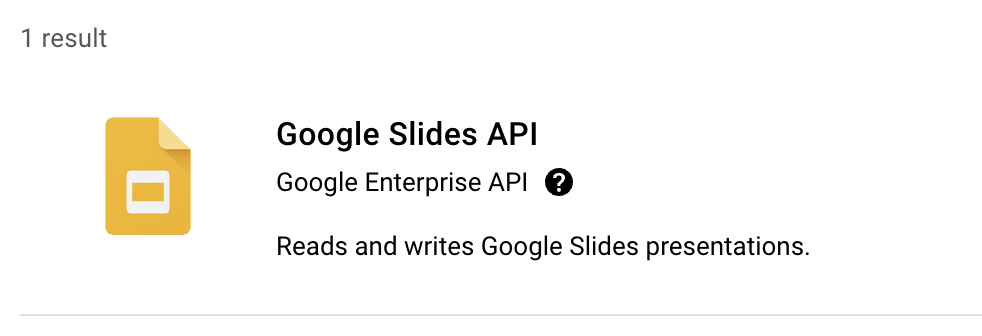 1 result
Google Slides API
Google Enterprise API ?
Reads and writes Google Slides presentations.